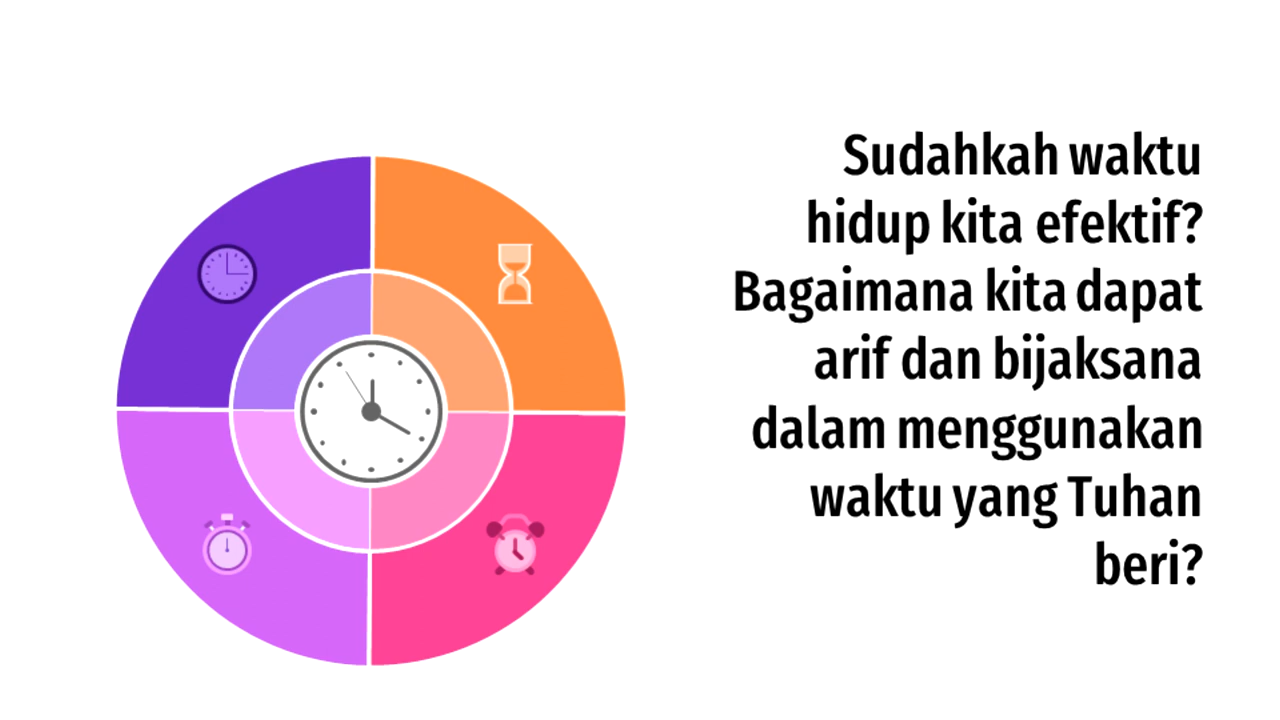 Sudahkah waktu
hidup kita efektif?
Bagaimana kita dapat
arif dan bijaksana
dalam menggunakan
waktu yang Tuhan
beri?